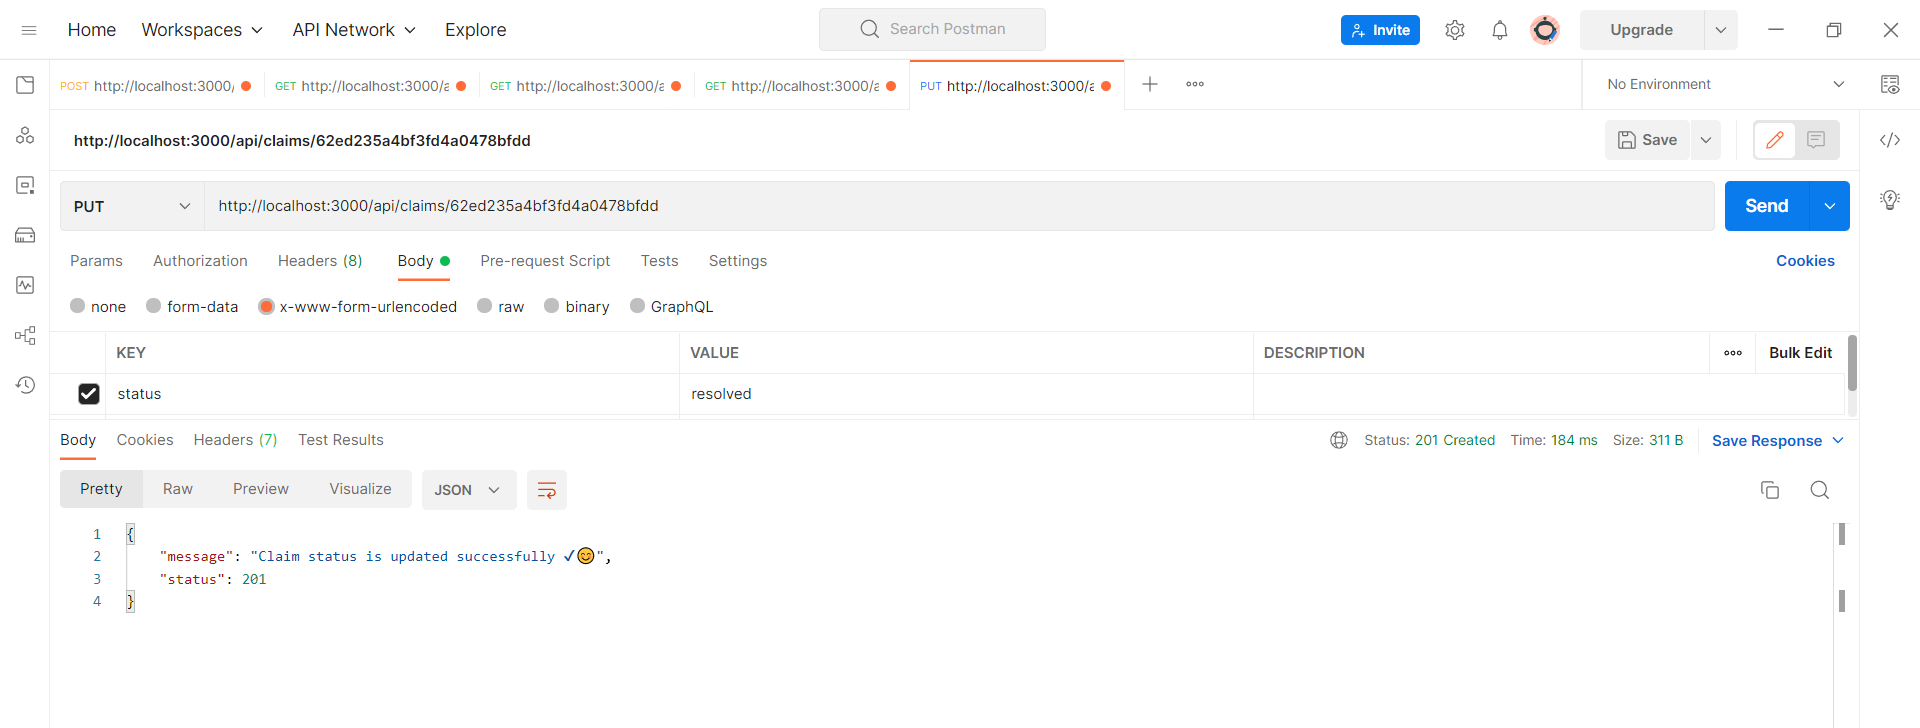 Home Workspaces API Network Explore Search Postman Invite Upgrade
POST http://localhost:3000/ GET http://localhost:3000/a GET http://localhost:3000/a GET http://localhost:3000/a PUT http://localhost:3000/a No Environment
http://localhost:3000/api/claims/62ed235a4bf3fd4a0478bfdd Save
PUT http://localhost:3000/api/claims/62ed235a4bf3fd4a0478bfdd Send
Params Authorization Headers (8) Body Pre-request Script Tests Settings Cookies
none form-data x-www-form-urlencoded raw binary GraphQL
KEY VALUE DESCRIPTION Bulk Edit
status resolved
Body Cookies Headers (7) Test Results Status: 201 Created Time: 184 ms Size: 311 B Save Response
Pretty Raw Preview Visualize JSON
1 {
2 "message": "Claim status is updated successfully ✓😊",
3 "status": 201
4 }